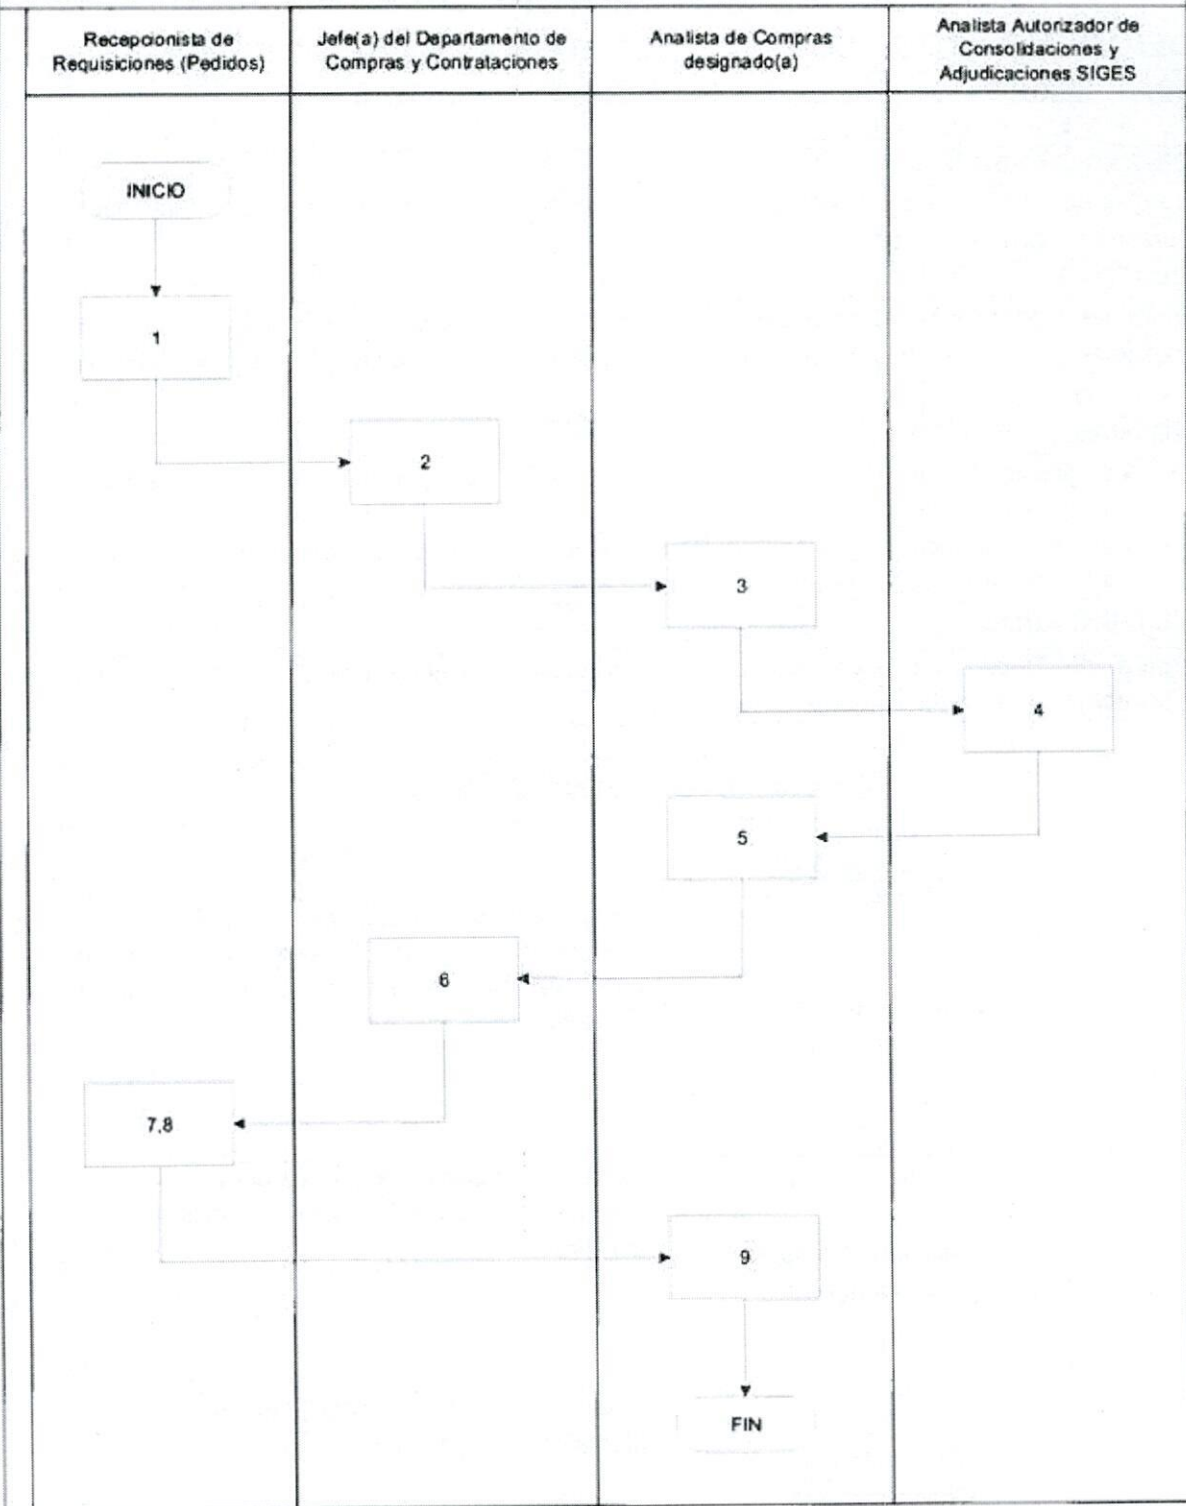 Recepcionista de
Requisiciones (Pedidos)
Jefe(a) del Departamento de
Compras y Contrataciones
Analista de Compras
designado(a)
Analista Autorizador de
Consolidaciones y
Adjudicaciones SIGES
INICIO
1
2
3
4
5
6
7,8
9
FIN